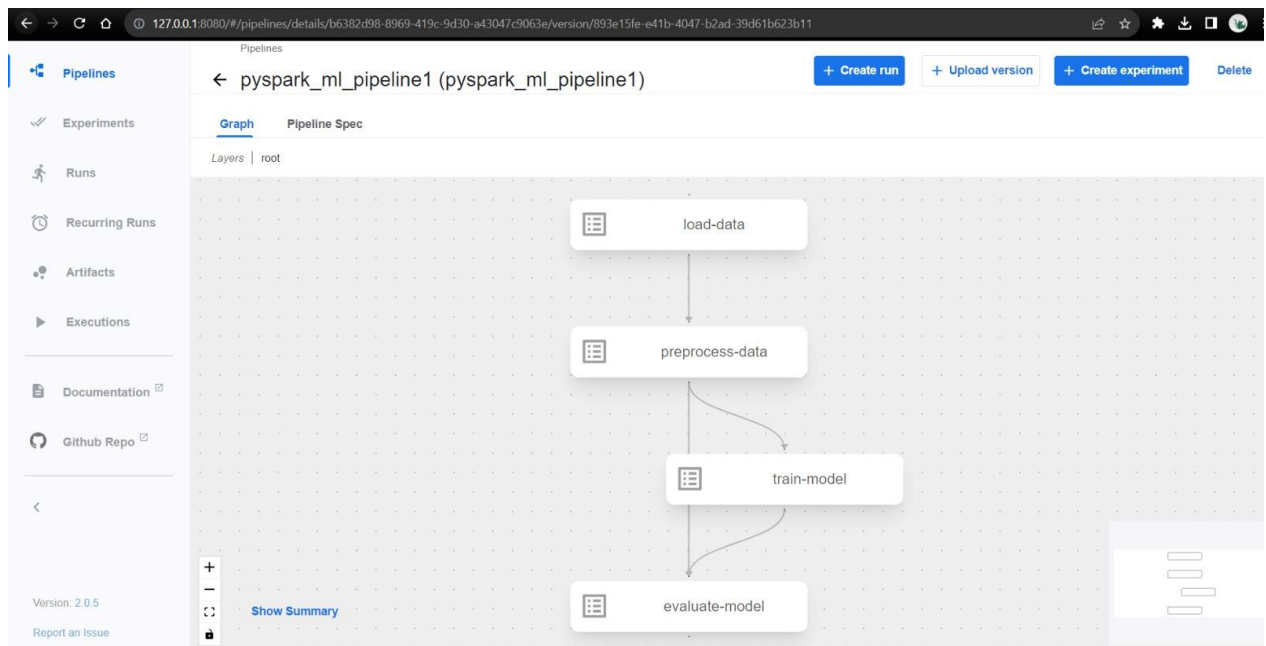 127.0.0.1:8080/#/pipelines/details/b6382d98-8969-419c-9d30-a43047c9063e/version/893e15fe-e41b-4047-b2ad-39d61b623b11
Pipelines
Pipelines
pyspark_ml_pipeline1 (pyspark_ml_pipeline1)
+ Create run
+ Upload version
+ Create experiment
Delete
Experiments
Graph
Pipeline Spec
Layers | root
Runs
Recurring Runs
Artifacts
Executions
Documentation
Github Repo
load-data
preprocess-data
train-model
evaluate-model
Show Summary
Version: 2.0.5
Report an Issue